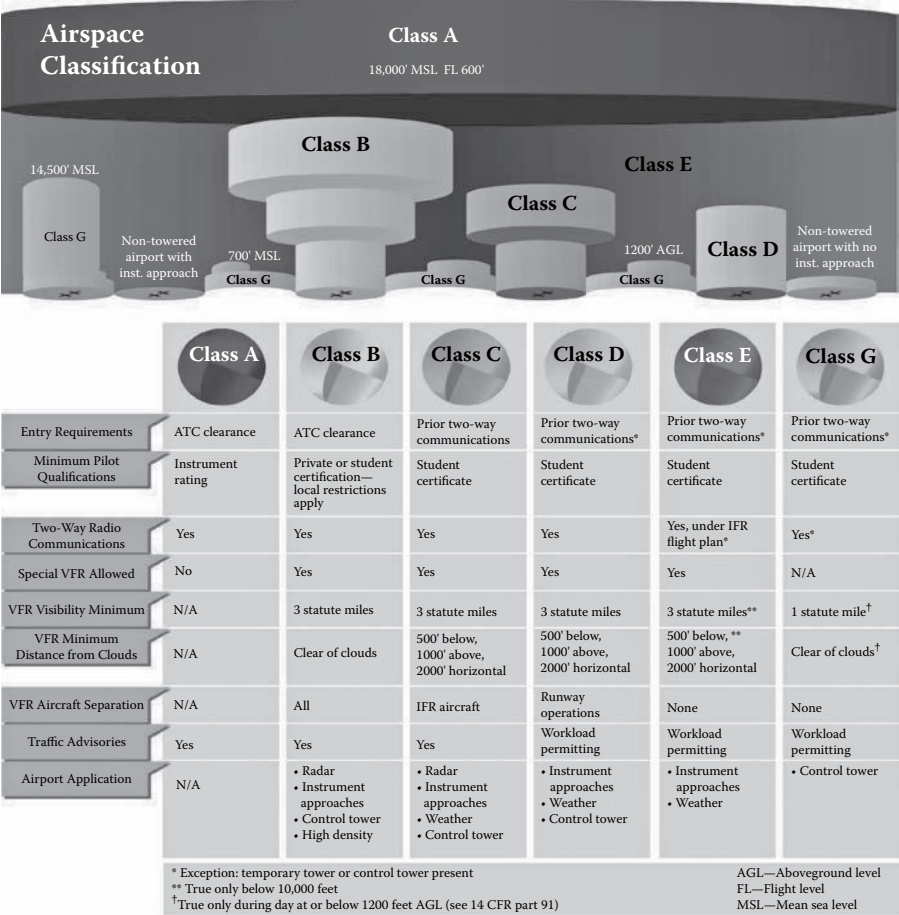 Airspace
Classification
Class A
18,000' MSL FL 600'
Class B
Class E
14,500' MSL
Class C
Class G
Non-towered
airport with
inst. approach
700' MSL
Class G
Class G
1200' AGL
Class G
Class D
Non-towered
airport with no
inst. approach
Class A
Class B
Class C
Class D
Class E
Class G
Entry Requirements
ATC clearance
ATC clearance
Prior two-way
communications
Prior two-way
communications*
Prior two-way
communications*
Prior two-way
communications*
Minimum Pilot
Qualifications
Instrument
rating
Private or student
certification—
local restrictions
apply
Student
certificate
Student
certificate
Student
certificate
Student
certificate
Two-Way Radio
Communications
Yes
Yes
Yes
Yes
Yes, under IFR
flight plan*
Yes*
Special VFR Allowed
No
Yes
Yes
Yes
Yes
N/A
VFR Visibility Minimum
N/A
3 statute miles
3 statute miles
3 statute miles
3 statute miles**
1 statute mile†
VFR Minimum
Distance from Clouds
N/A
Clear of clouds
500' below,
1000' above,
2000' horizontal
500' below,
1000' above,
2000' horizontal
500' below, **
1000' above,
2000' horizontal
Clear of clouds†
VFR Aircraft Separation
N/A
All
IFR aircraft
Runway
operations
None
None
Traffic Advisories
Yes
Yes
Yes
Workload
permitting
Workload
permitting
Workload
permitting
Airport Application
N/A
• Radar
• Instrument
approaches
• Control tower
• High density
• Radar
• Instrument
approaches
• Weather
• Control tower
• Instrument
approaches
• Weather
• Control tower
• Instrument
approaches
• Weather
• Control tower
* Exception: temporary tower or control tower present
** True only below 10,000 feet
†True only during day at or below 1200 feet AGL (see 14 CFR part 91)
AGL—Aboveground level
FL—Flight level
MSL—Mean sea level